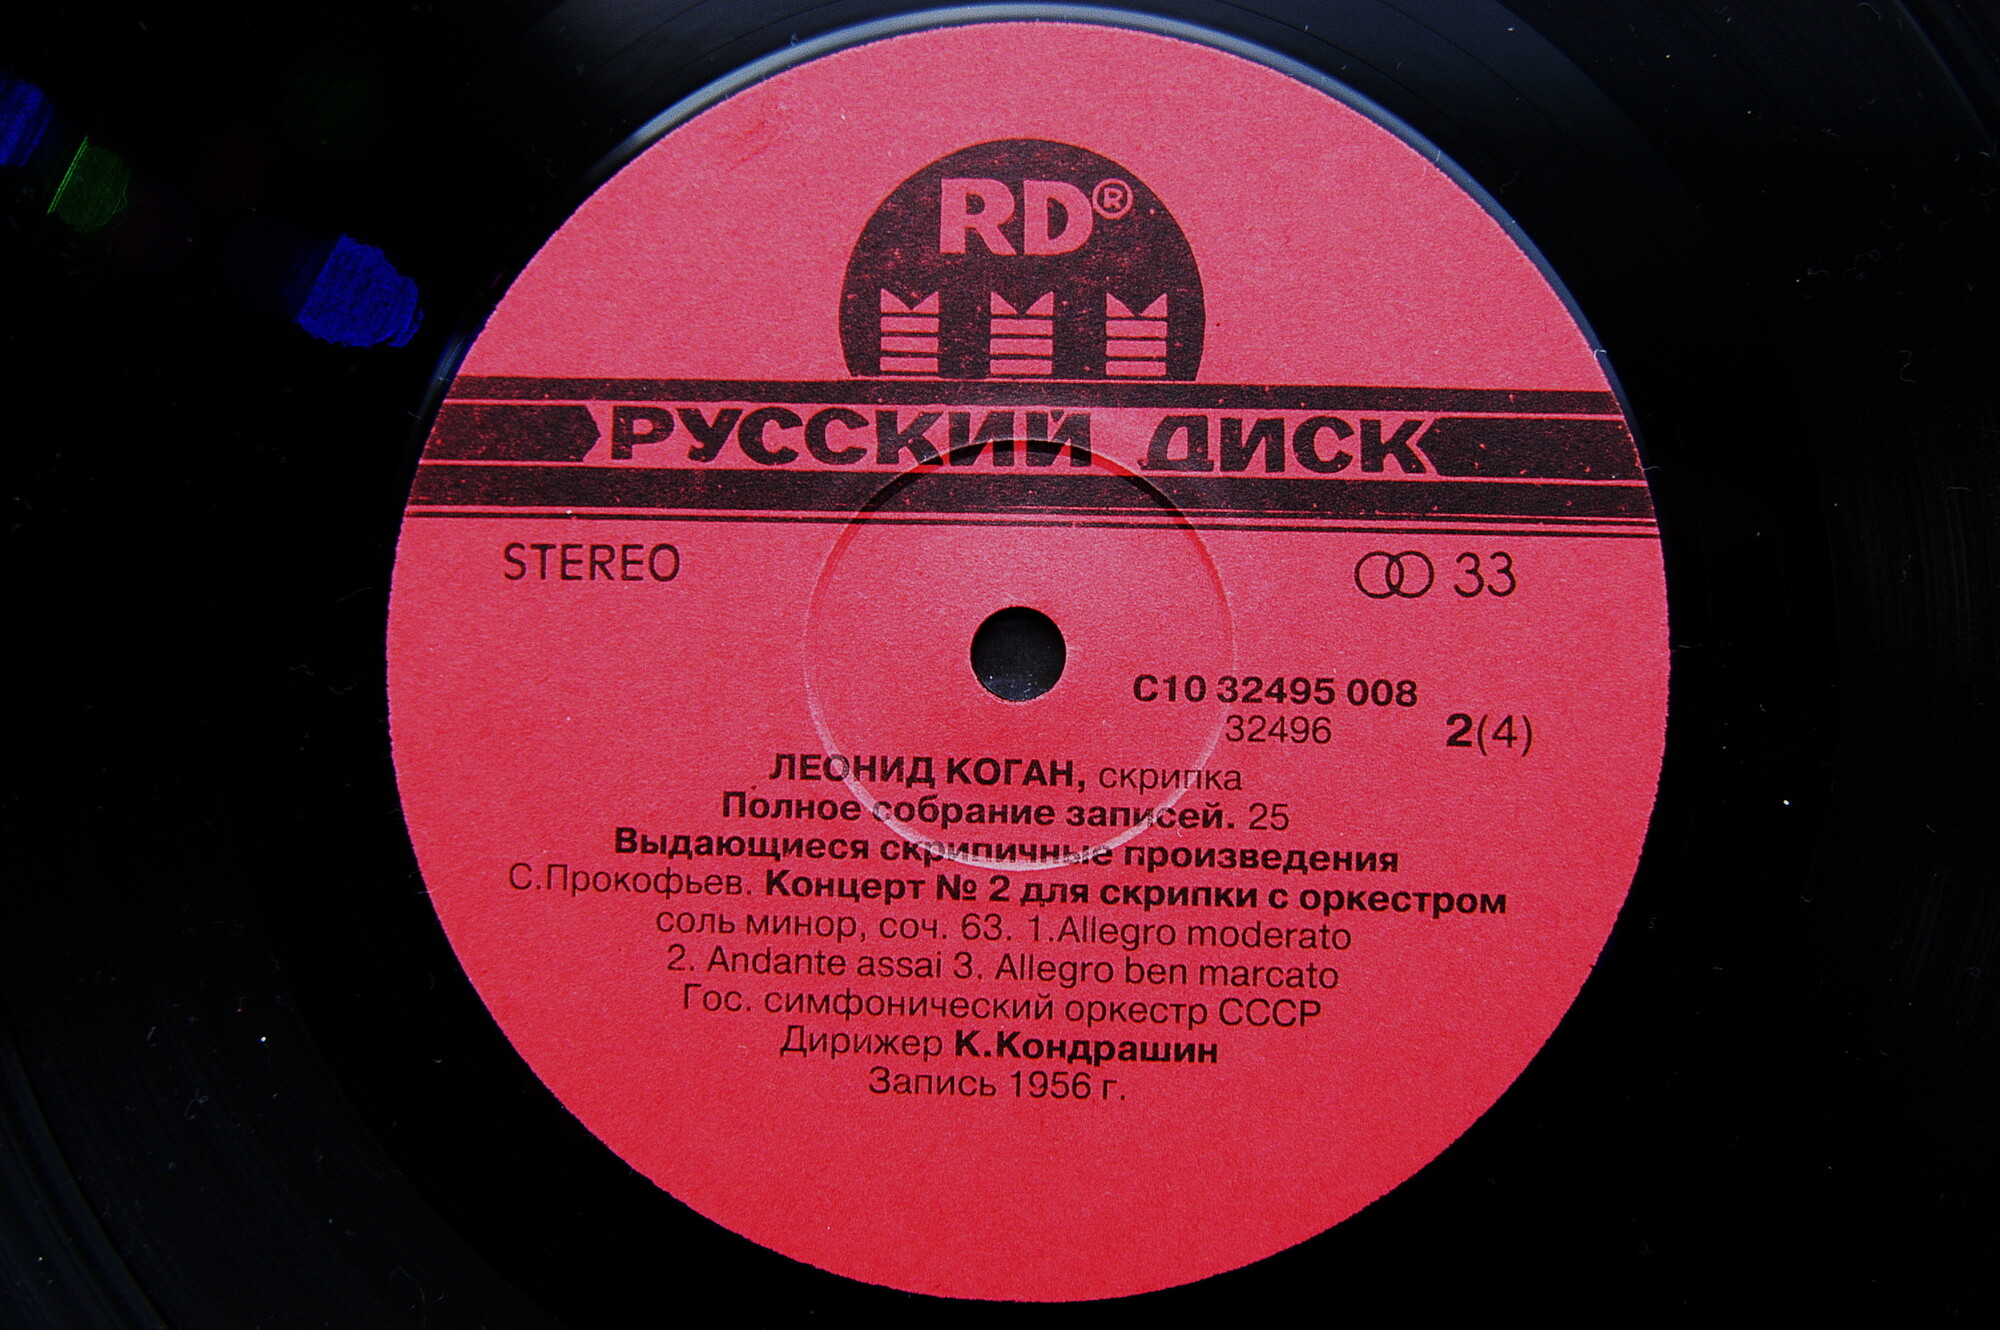 RD®
РУССКИЙ ДИСК
STEREO 33
С10 32495 008
32496 2(4)
ЛЕОНИД КОГАН, скрипка
Полное собрание записей. 25
Выдающиеся скрипичные произведения
С.Прокофьев. Концерт № 2 для скрипки с оркестром
соль минор, соч. 63. 1.Allegro moderato
2. Andante assai 3. Allegro ben marcato
Гос. симфонический оркестр СССР
Дирижер К.Кондрашин
Запись 1956 г.